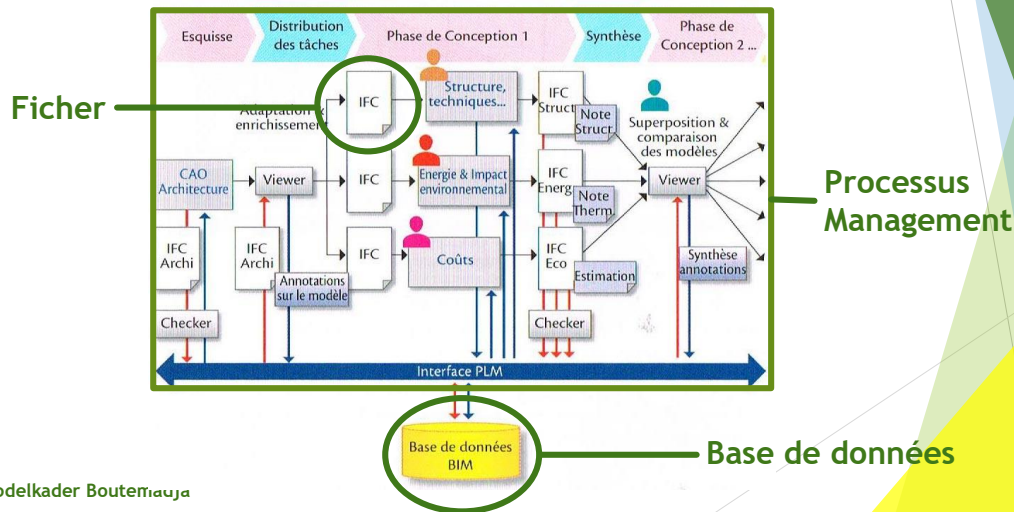 Esquisse
Distribution
des tâches
Phase de Conception 1
Synthèse
Phase de
Conception 2 ...
Ficher
Adaptation &
enrichissement
IFC
Structure,
techniques...
IFC
Struct
Note
Struct.
Superposition &
comparaison
des modèles
CAO
Architecture
Viewer
IFC
Energie & Impact
environnemental
IFC
Energ
Note
Therm.
Viewer
Processus
Management
IFC
Archi
IFC
Archi
Annotations
sur le modèle
IFC
Coûts
IFC
Eco
Estimation
Synthèse
annotations
Checker
Checker
Interface PLM
Base de données
BIM
Base de données
Boutemadja